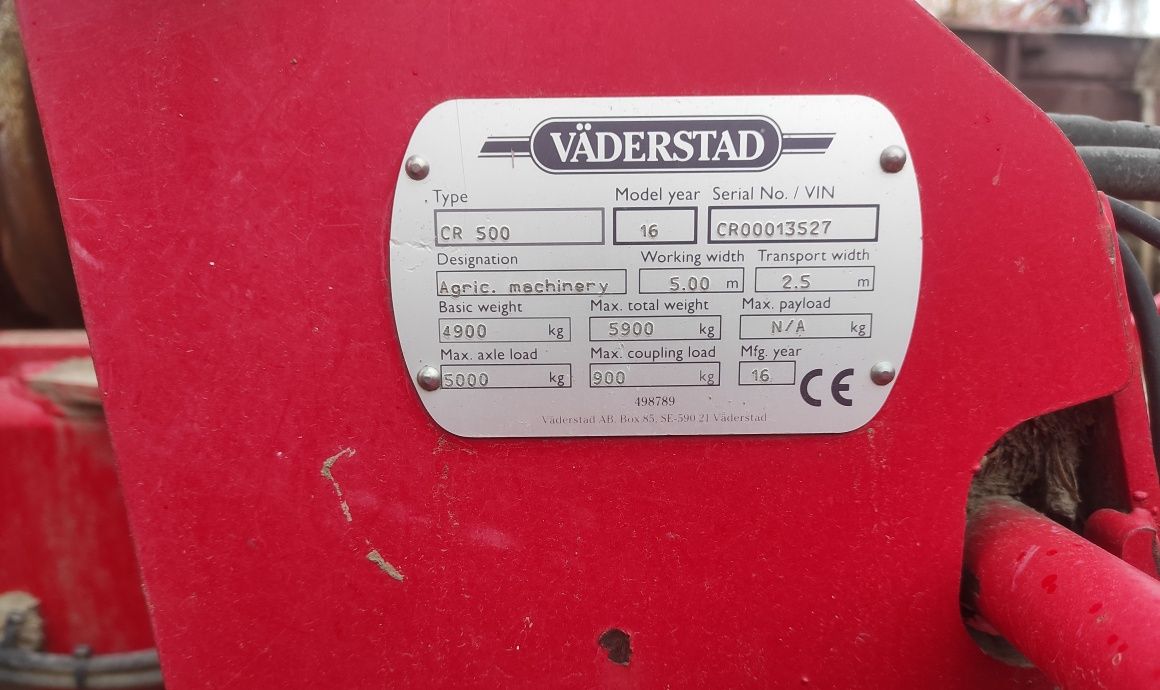 VÄDERSTAD
Type Model year Serial No. / VIN
CR 500 16 CR00013527
Designation Working width Transport width
Agric. machinery 5.00 m 2.5 m
Basic weight Max. total weight Max. payload
4900 kg 5900 kg N/A kg
Max. axle load Max. coupling load Mfg. year
5000 kg 900 kg 16 CE
498789
Väderstad AB, Box 85, SE-590 21 Väderstad